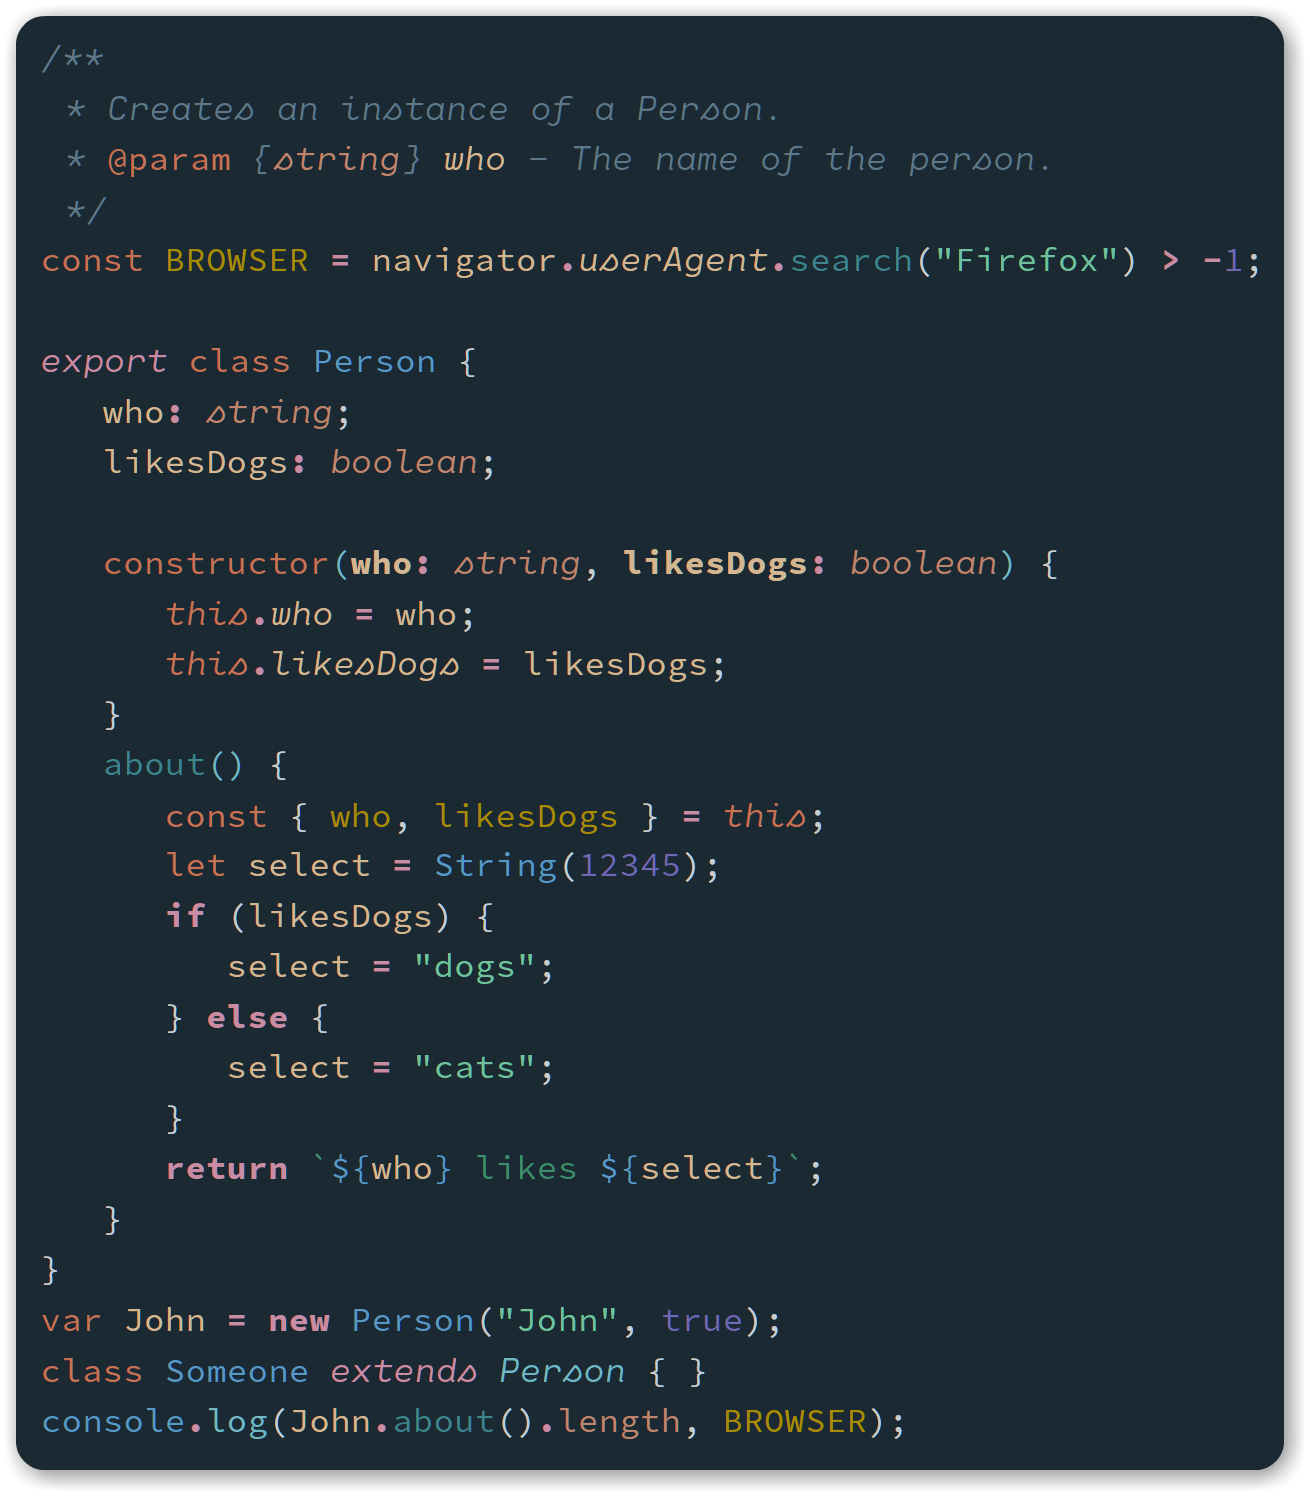 /**
 * Creates an instance of a Person.
 * @param {string} who - The name of the person.
 */
const BROWSER = navigator.userAgent.search("Firefox") > -1;

export class Person {
   who: string;
   likesDogs: boolean;

   constructor(who: string, likesDogs: boolean) {
      this.who = who;
      this.likesDogs = likesDogs;
   }
   about() {
      const { who, likesDogs } = this;
      let select = String(12345);
      if (likesDogs) {
         select = "dogs";
      } else {
         select = "cats";
      }
      return `${who} likes ${select}`;
   }
}
var John = new Person("John", true);
class Someone extends Person { }
console.log(John.about().length, BROWSER);